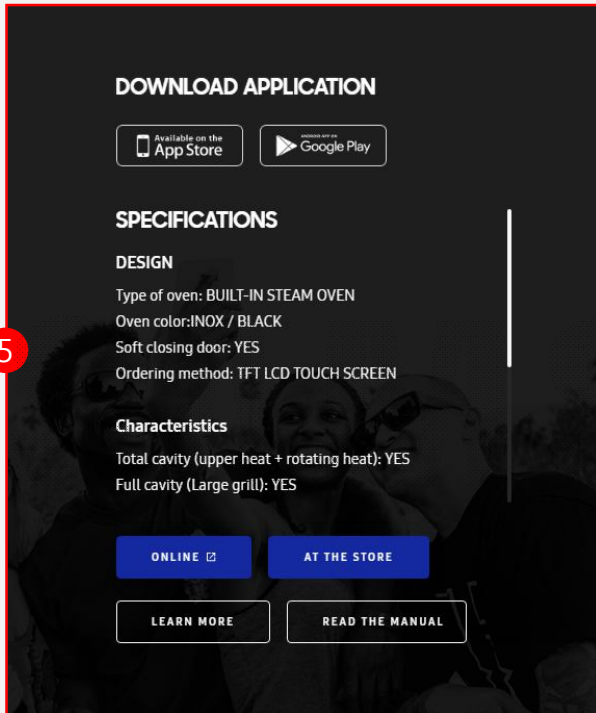 DOWNLOAD APPLICATION
Available on the
App Store
ANDROID APP ON
Google Play
SPECIFICATIONS
DESIGN
Type of oven: BUILT-IN STEAM OVEN
Oven color:INOX / BLACK
5
Soft closing door: YES
Ordering method: TFT LCD TOUCH SCREEN
Characteristics
Total cavity (upper heat + rotating heat): YES
Full cavity (Large grill): YES
ONLINE
AT THE STORE
LEARN MORE
READ THE MANUAL